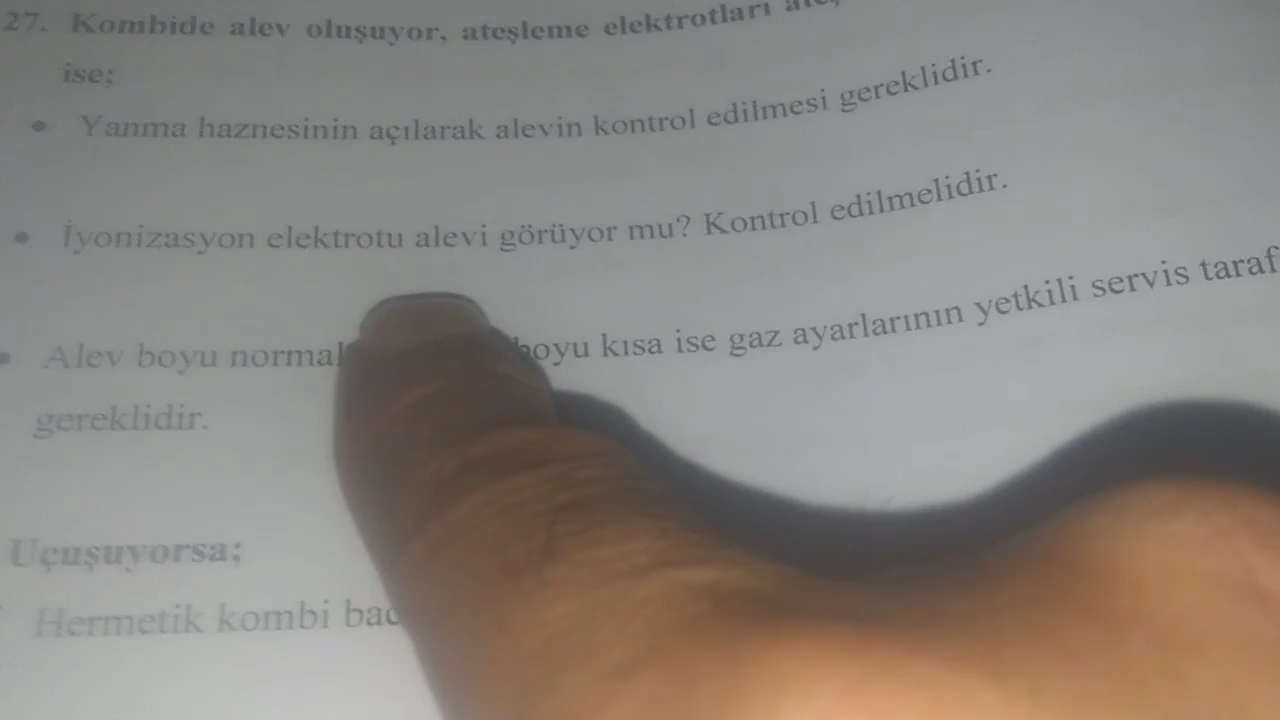 27. Kombide alev oluşuyor, ateşleme elektrotları
ise;
• Yanma haznesinin açılarak alevin kontrol edilmesi gereklidir.
• İyonizasyon elektrotu alevi görüyor mu? Kontrol edilmelidir.
• Alev boyu normal boyu kısa ise gaz ayarlarının yetkili servis taraf
gereklidir.
Uçuşuyorsa;
Hermetik kombi